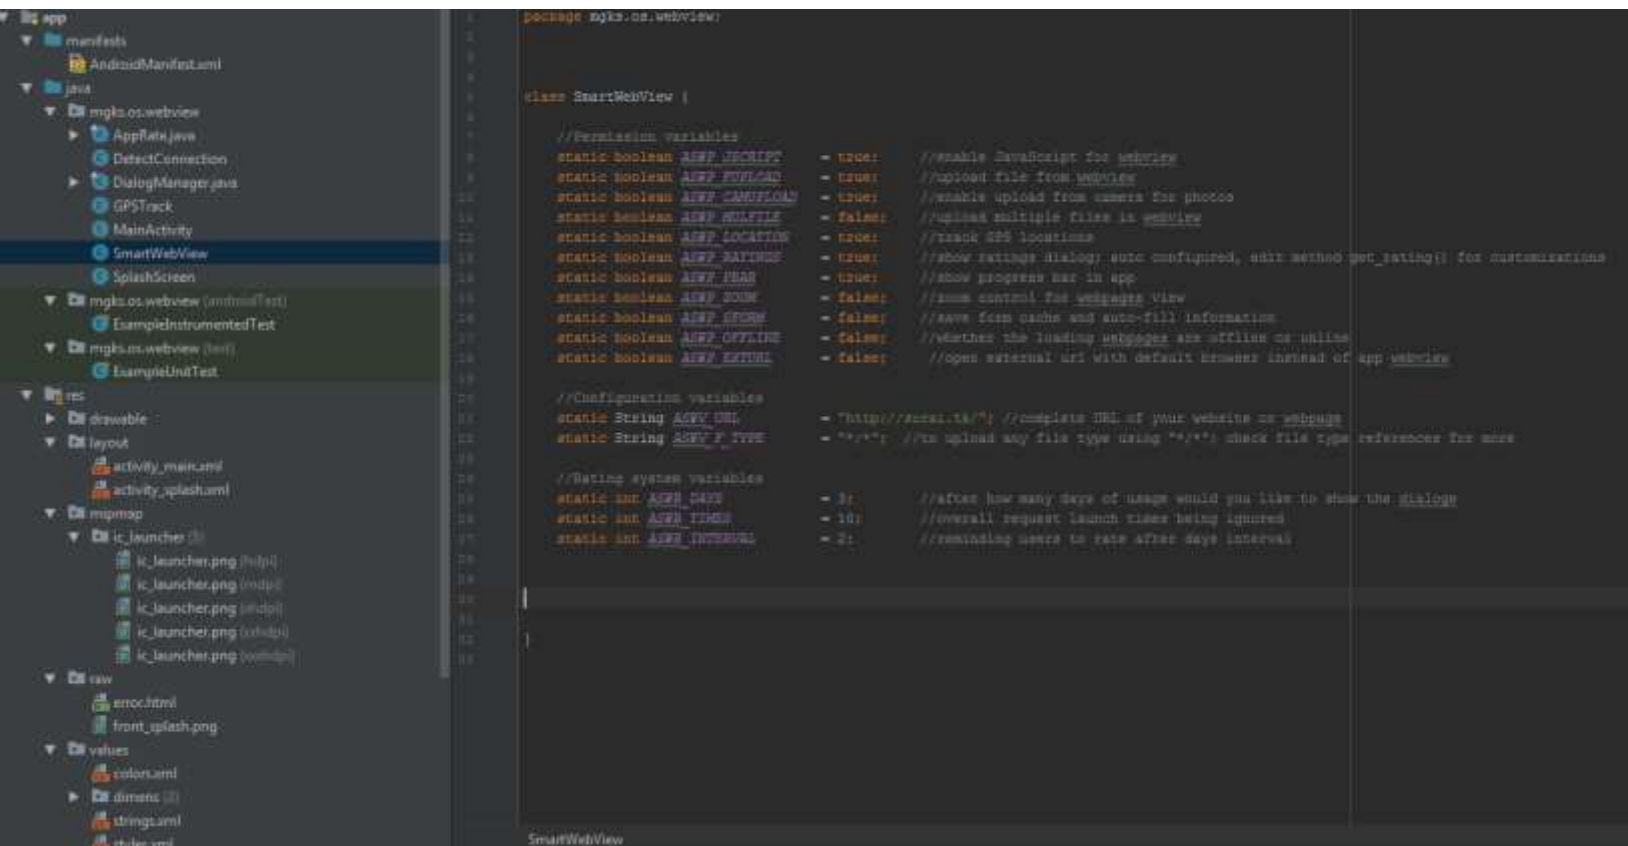 app
manifests
AndroidManifest.xml
java
mgks.os.webview
AppRate.java
DetectConnection
DialogManager.java
GPSTrack
MainActivity
SmartWebView
SplashScreen
mgks.os.webview (androidTest)
ExampleInstrumentedTest
mgks.os.webview (test)
ExampleUnitTest
res
drawable
layout
activity_main.xml
activity_splash.xml
mipmap
ic_launcher (5)
ic_launcher.png (hdpi)
ic_launcher.png (mdpi)
ic_launcher.png (xhdpi)
ic_launcher.png (xxhdpi)
ic_launcher.png (xxxhdpi)
raw
error.html
front_splash.png
values
colors.xml
dimens (2)
strings.xml
styles.xml
package mgks.os.webview;
class SmartWebView {
//Permission variables
static boolean ASWP_JSCRIPT = true; //enable JavaScript for webview
static boolean ASWP_FUPLOAD = true; //upload file from webview
static boolean ASWP_CAMUPLOAD = true; //enable upload from camera for photos
static boolean ASWP_MULFILE = false; //upload multiple files in webview
static boolean ASWP_LOCATION = true; //track GPS locations
static boolean ASWP_RATINGS = true; //show ratings dialog; auto configured, edit method get_rating() for customizations
static boolean ASWP_PBAR = true; //show progress bar in app
static boolean ASWP_ZOOM = false; //zoom control for webpages view
static boolean ASWP_SFORM = false; //save form cache and auto-fill information
static boolean ASWP_OFFLINE = false; //whether the loading webpages are offline or online
static boolean ASWP_EXTURL = false; //open external url with default browser instead of app webview
//Configuration variables
static String ASWV_URL = "http:// //complete URL of your website or webpage
static String ASWV_F_TYPE = "*/*"; //to upload any file type using "*/*"; check file type references for more
//Rating system variables
static int ASWR_DAYS = 3; //after how many days of usage would you like to show the dialoge
static int ASWR_TIMES = 10; //overall request launch times being ignored
static int ASWR_INTERVAL = 2; //reminding users to rate after days interval
}
SmartWebView